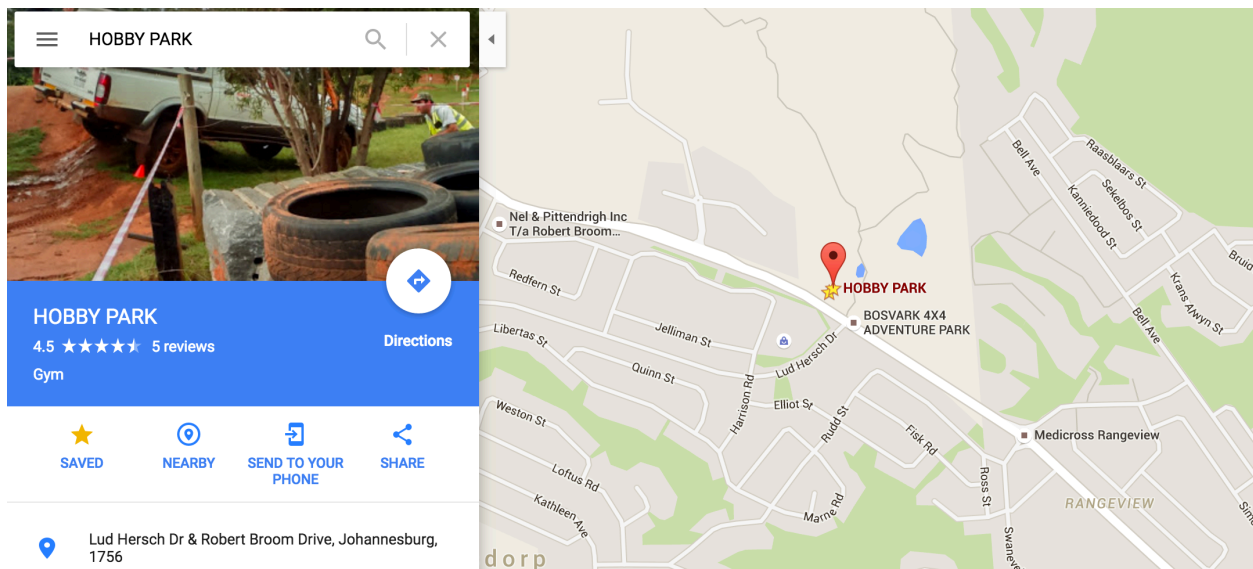 HOBBY PARK
HOBBY PARK
4.5
5 reviews
Gym
Directions
SAVED
NEARBY
SEND TO YOUR
PHONE
SHARE
Lud Hersch Dr & Robert Broom Drive, Johannesburg,
1756
Nel & Pittendrigh Inc
T/a Robert Broom...
Redfern St
Libertas St
Jelliman St
Quinn St
Weston St
Loftus Rd
Kathleen Ave
Harrison Rd
Lud Hersch Dr
Elliot St
Rudd St
Fisk Rd
Marne Rd
Ross St
HOBBY PARK
BOSVARK 4X4
ADVENTURE PARK
Medicross Rangeview
RANGEVIEW
Bell Ave
Raasblaars St
Sekelbos St
Kanniedood St
Krans Arwyn St
Bell Ave
Bruid
Swaneve
Sim
dorp